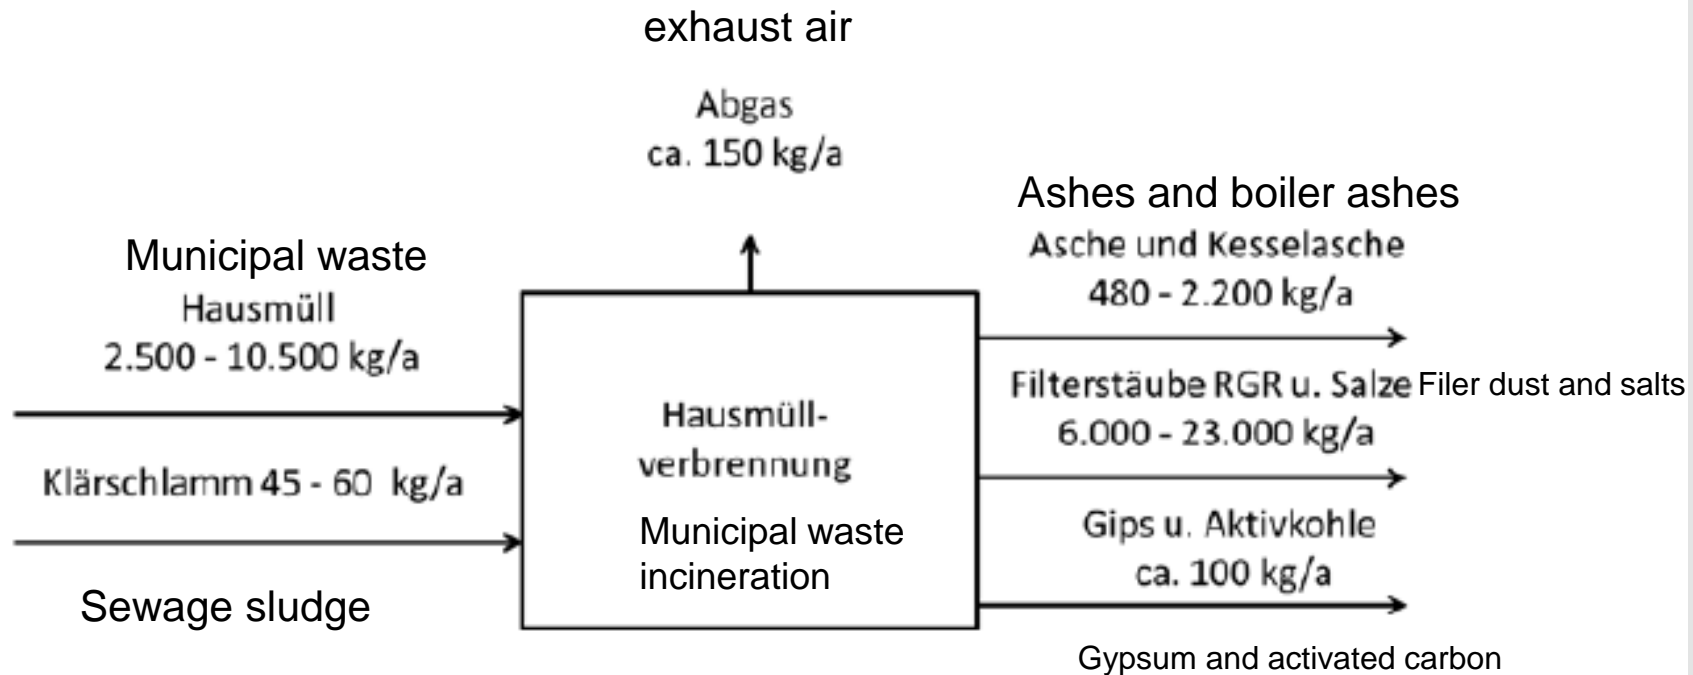 exhaust air
Abgas
ca. 150 kg/a
Municipal waste
Hausmüll
2.500 - 10.500 kg/a
Klärschlamm 45 - 60 kg/a
Sewage sludge
Hausmüll-
verbrennung
Municipal waste
incineration
Ashes and boiler ashes
Asche und Kesselasche
480 - 2.200 kg/a
Filterstäube RGR u. Salze Filer dust and salts
6.000 - 23.000 kg/a
Gips u. Aktivkohle
ca. 100 kg/a
Gypsum and activated carbon